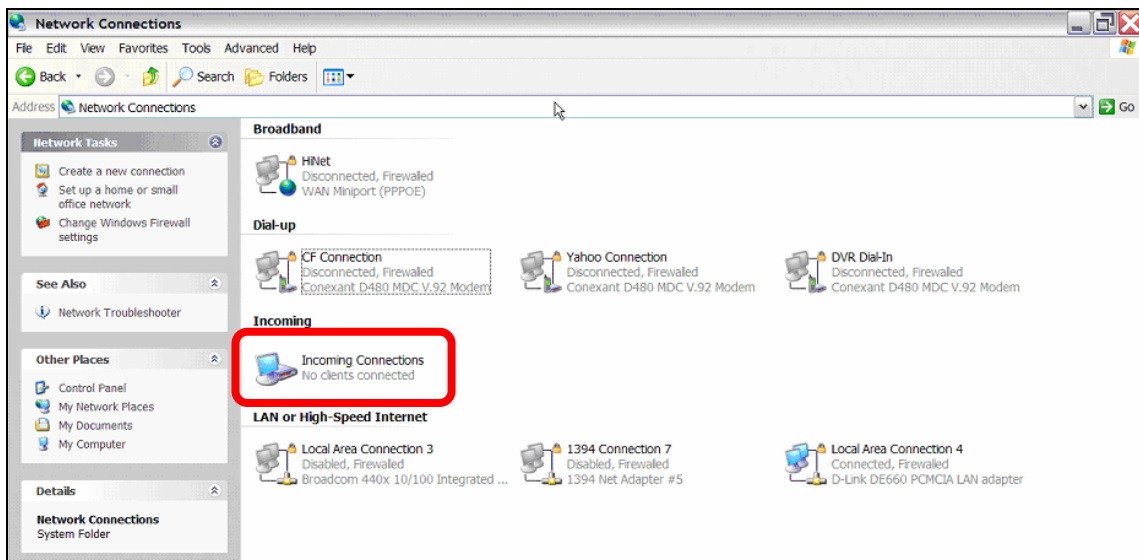 Network Connections
File Edit View Favorites Tools Advanced Help
Back Search Folders
Address Network Connections Go
Network Tasks
Create a new connection
Set up a home or small
office network
Change Windows Firewall
settings
See Also
Network Troubleshooter
Other Places
Control Panel
My Network Places
My Documents
My Computer
Details
Network Connections
System Folder
Broadband
HiNet
Disconnected, Firewalled
WAN Miniport (PPPOE)
Dial-up
CF Connection
Disconnected, Firewalled
Conexant D480 MDC V.92 Modem
Yahoo Connection
Disconnected, Firewalled
Conexant D480 MDC V.92 Modem
DVR Dial-In
Disconnected, Firewalled
Conexant D480 MDC V.92 Modem
Incoming
Incoming Connections
No clients connected
LAN or High-Speed Internet
Local Area Connection 3
Disabled, Firewalled
Broadcom 440x 10/100 Integrated ...
1394 Connection 7
Disabled, Firewalled
1394 Net Adapter #5
Local Area Connection 4
Connected, Firewalled
D-Link DE660 PCMCIA LAN adapter